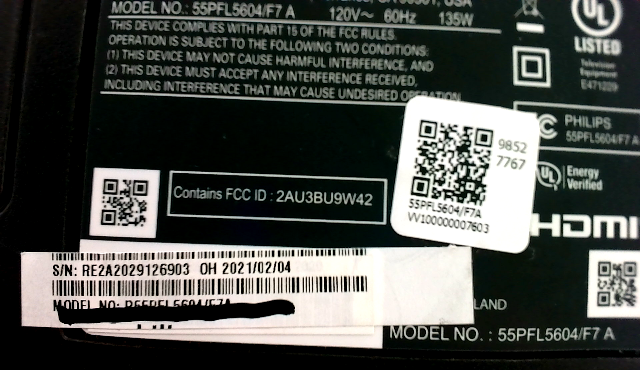 MODEL NO.: 55PFL5604/F7 A 120V~ 60Hz 135W
THIS DEVICE COMPLIES WITH PART 15 OF THE FCC RULES.
OPERATION IS SUBJECT TO THE FOLLOWING TWO CONDITIONS:
(1) THIS DEVICE MAY NOT CAUSE HARMFUL INTERFERENCE, AND
(2) THIS DEVICE MUST ACCEPT ANY INTERFERENCE RECEIVED,
INCLUDING INTERFERENCE THAT MAY CAUSE UNDESIRED OPERATION.
UL
LISTED
Television
Equipment
E471029
PHILIPS
55PFL5604/F7 A
UL Energy
Verified
HDMI
9852
7767
55PFL5604/F7A
VV100000007603
Contains FCC ID : 2AU3BU9W42
S/N: RE2A2029126903 OH 2021/02/04
MODEL NO: R55PFL5604/F7A
LAND
MODEL NO. : 55PFL5604/F7 A